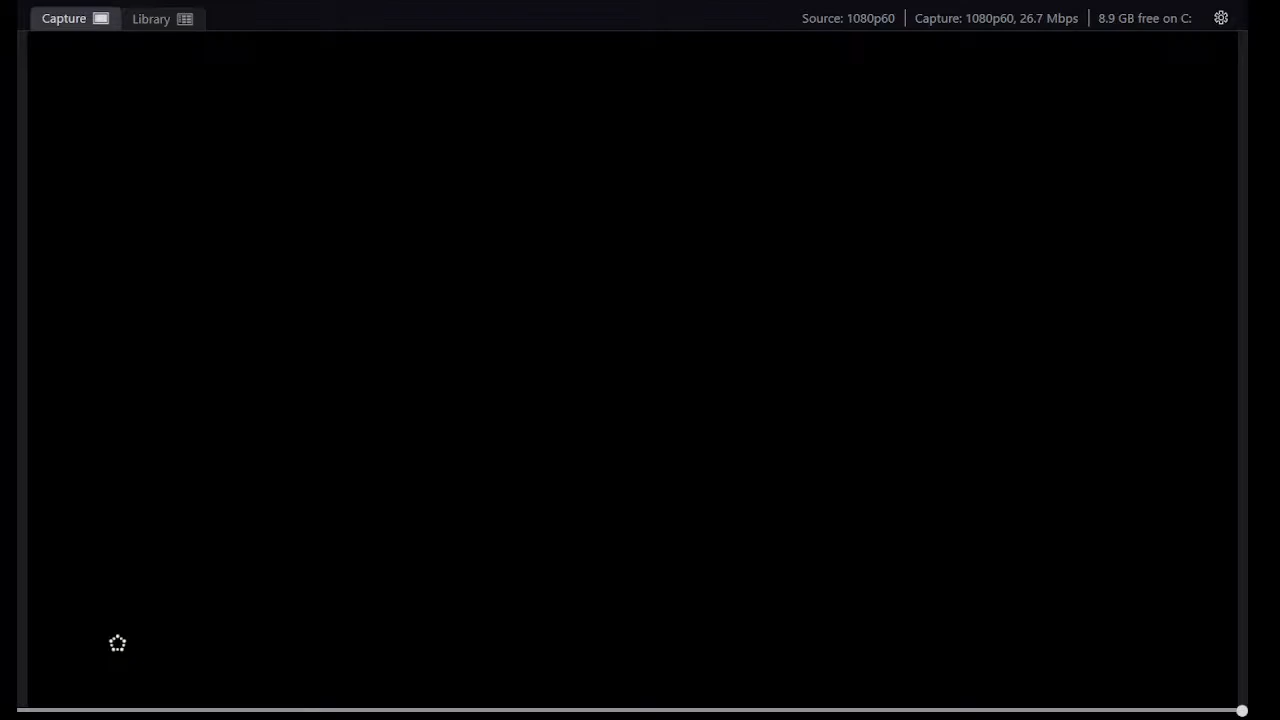 Capture
Library
Source: 1080p60
Capture: 1080p60, 26.7 Mbps
8.9 GB free on C: